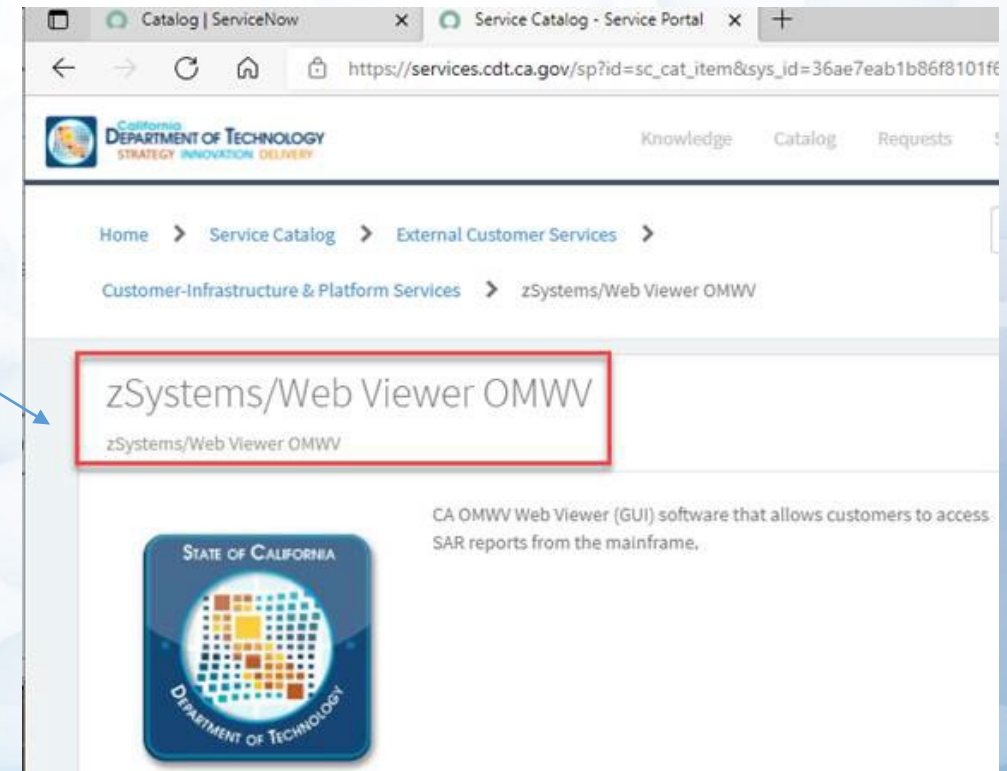 Catalog | ServiceNow
Service Catalog - Service Portal
https://services.cdt.ca.gov/sp?id=sc_cat_item&sys_id=36ae7eab1b86f8101f6
California
DEPARTMENT OF TECHNOLOGY
STRATEGY INNOVATION DELIVERY
Knowledge Catalog Requests
Home > Service Catalog > External Customer Services >
Customer-Infrastructure & Platform Services > zSystems/Web Viewer OMWV
zSystems/Web Viewer OMWV
zSystems/Web Viewer OMWV
CA OMWV Web Viewer (GUI) software that allows customers to access
SAR reports from the mainframe.
STATE OF CALIFORNIA
DEPARTMENT OF TECHNOLOGY